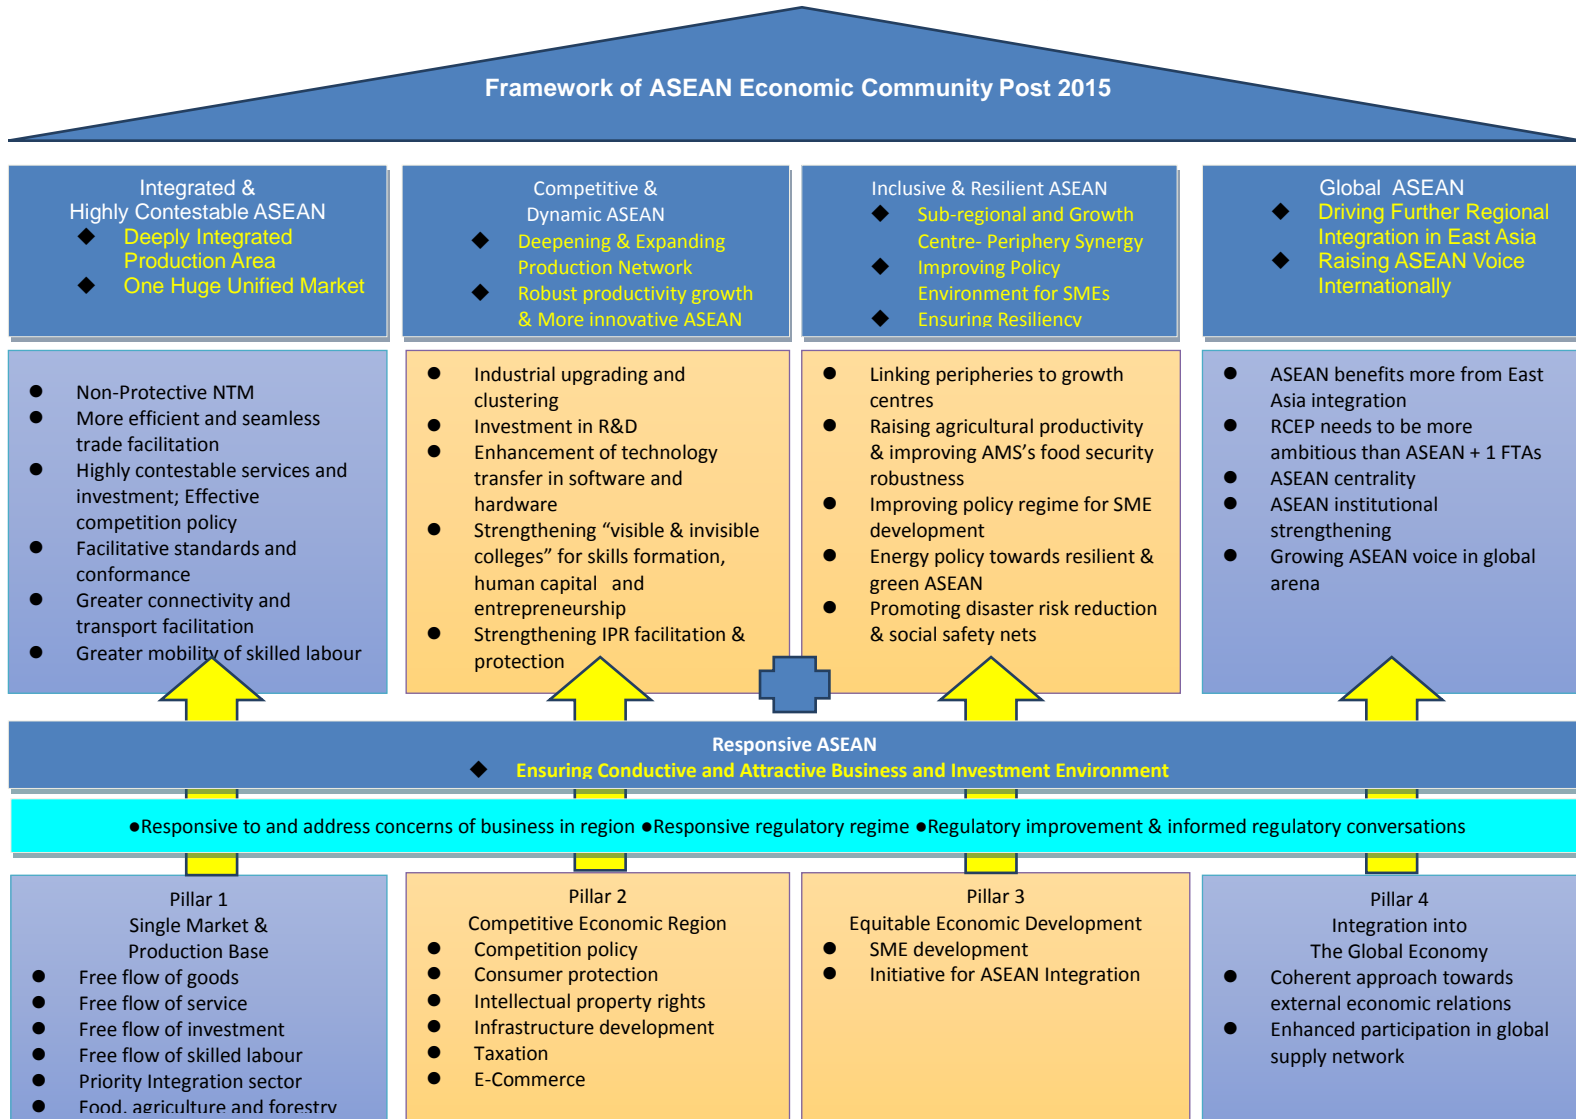 Framework of ASEAN Economic Community Post 2015
Integrated &
Highly Contestable ASEAN
◆ Deeply Integrated
Production Area
◆ One Huge Unified Market
Competitive &
Dynamic ASEAN
◆ Deepening & Expanding
Production Network
◆ Robust productivity growth
& More innovative ASEAN
Inclusive & Resilient ASEAN
◆ Sub-regional and Growth
Centre- Periphery Synergy
◆ Improving Policy
Environment for SMEs
◆ Ensuring Resiliency
Global ASEAN
◆ Driving Further Regional
Integration in East Asia
◆ Raising ASEAN Voice
Internationally
● Non-Protective NTM
● More efficient and seamless
trade facilitation
● Highly contestable services and
investment; Effective
competition policy
● Facilitative standards and
conformance
● Greater connectivity and
transport facilitation
● Greater mobility of skilled labour
● Industrial upgrading and
clustering
● Investment in R&D
● Enhancement of technology
transfer in software and
hardware
● Strengthening “visible & invisible
colleges” for skills formation,
human capital and
entrepreneurship
● Strengthening IPR facilitation &
protection
● Linking peripheries to growth
centres
● Raising agricultural productivity
& improving AMS’s food security
robustness
● Improving policy regime for SME
development
● Energy policy towards resilient &
green ASEAN
● Promoting disaster risk reduction
& social safety nets
● ASEAN benefits more from East
Asia integration
● RCEP needs to be more
ambitious than ASEAN + 1 FTAs
● ASEAN centrality
● ASEAN institutional
strengthening
● Growing ASEAN voice in global
arena
Responsive ASEAN
◆ Ensuring Conductive and Attractive Business and Investment Environment
●Responsive to and address concerns of business in region ●Responsive regulatory regime ●Regulatory improvement & informed regulatory conversations
Pillar 1
Single Market &
Production Base
● Free flow of goods
● Free flow of service
● Free flow of investment
● Free flow of skilled labour
● Priority Integration sector
● Food, agriculture and forestry
Pillar 2
Competitive Economic Region
● Competition policy
● Consumer protection
● Intellectual property rights
● Infrastructure development
● Taxation
● E-Commerce
Pillar 3
Equitable Economic Development
● SME development
● Initiative for ASEAN Integration
Pillar 4
Integration into
The Global Economy
● Coherent approach towards
external economic relations
● Enhanced participation in global
supply network